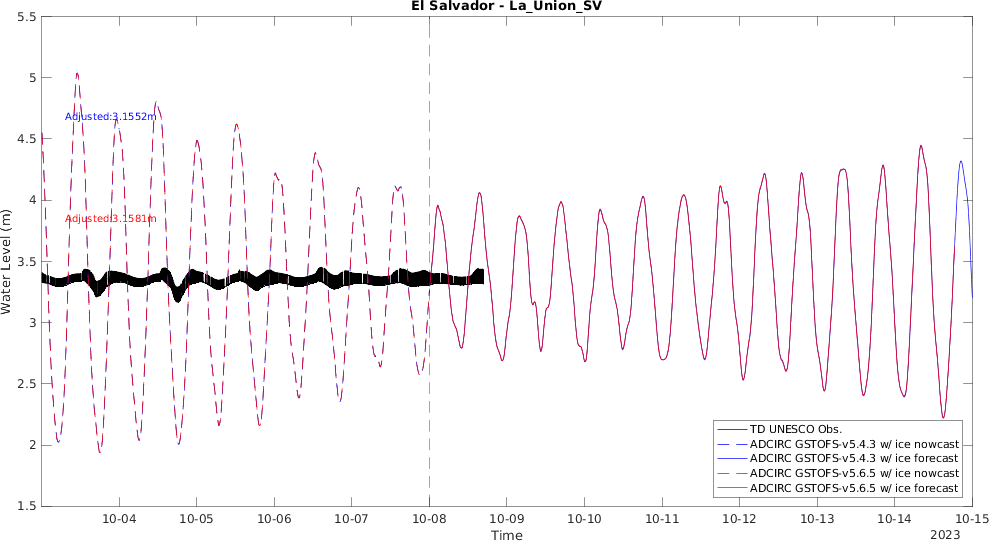 El Salvador - La_Union_SV
5.5
5
4.5
4
3.5
3
2.5
2
1.5
Water Level (m)
Adjusted:3.1552m
Adjusted:3.1581m
TD UNESCO Obs.
ADCIRC GSTOFS-v5.4.3 w/ ice nowcast
ADCIRC GSTOFS-v5.4.3 w/ ice forecast
ADCIRC GSTOFS-v5.6.5 w/ ice nowcast
ADCIRC GSTOFS-v5.6.5 w/ ice forecast
10-04 10-05 10-06 10-07 10-08 10-09 10-10 10-11 10-12 10-13 10-14 10-15
Time
2023